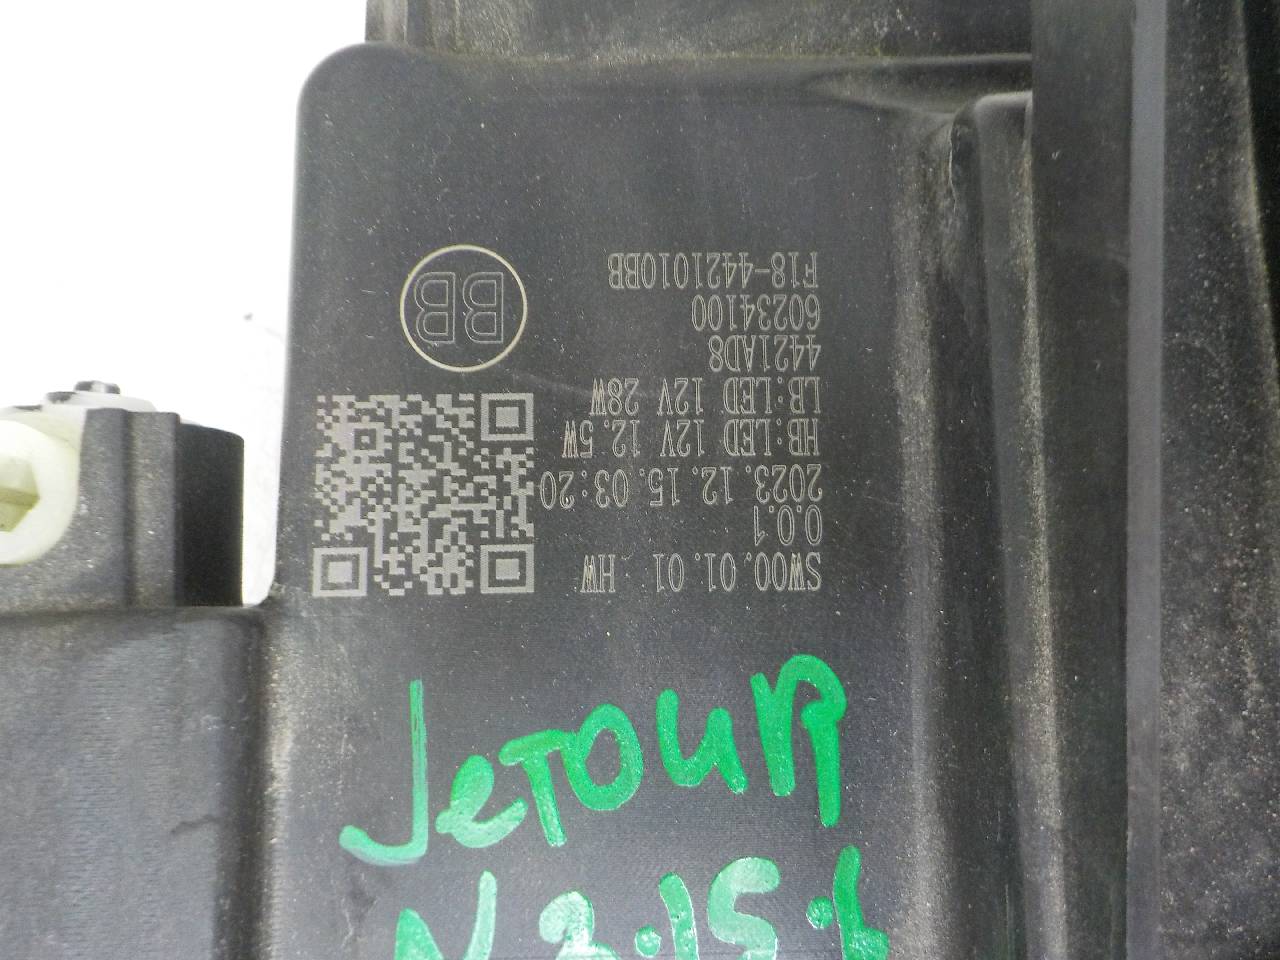 BB
F18-4421010BB
60234100
4421AD8
LB:LED 12V 28W
HB:LED 12V 12.5W
2023.12.15.03:20
0.0.1
SW00.01.01 HW
JeTOUR